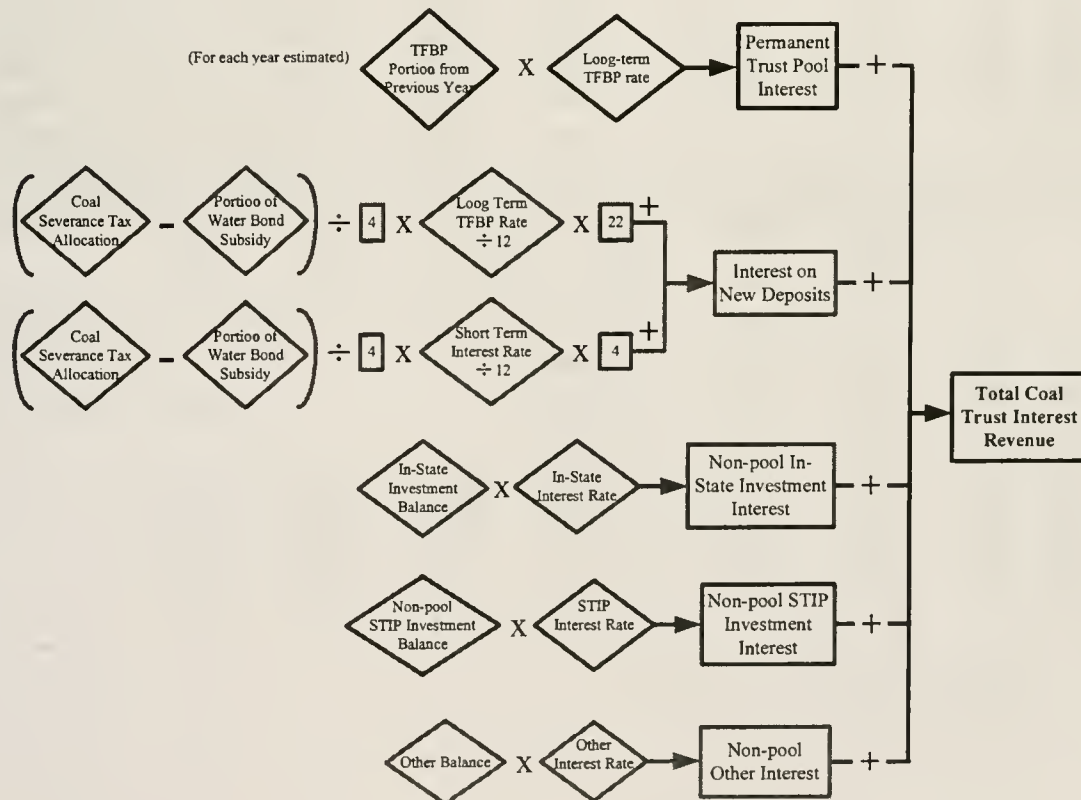 (For each year estimated)
TFBP
Portion from
Previous Year
X
Long-term
TFBP rate
Permanent
Trust Pool
Interest
+
(
Coal
Severance Tax
Allocation
-
Portion of
Water Bond
Subsidy
)
÷
4
X
Long Term
TFBP Rate
÷ 12
X
22
+
(
Coal
Severance Tax
Allocation
-
Portion of
Water Bond
Subsidy
)
÷
4
X
Short Term
Interest Rate
÷ 12
X
4
+
Interest on
New Deposits
+
Total Coal
Trust Interest
Revenue
In-State
Investment
Balance
X
In-State
Interest Rate
Non-pool In-
State Investment
Interest
+
Non-pool
STIP Investment
Balance
X
STIP
Interest Rate
Non-pool STIP
Investment
Interest
+
Other Balance
X
Other
Interest Rate
Non-pool
Other Interest
+